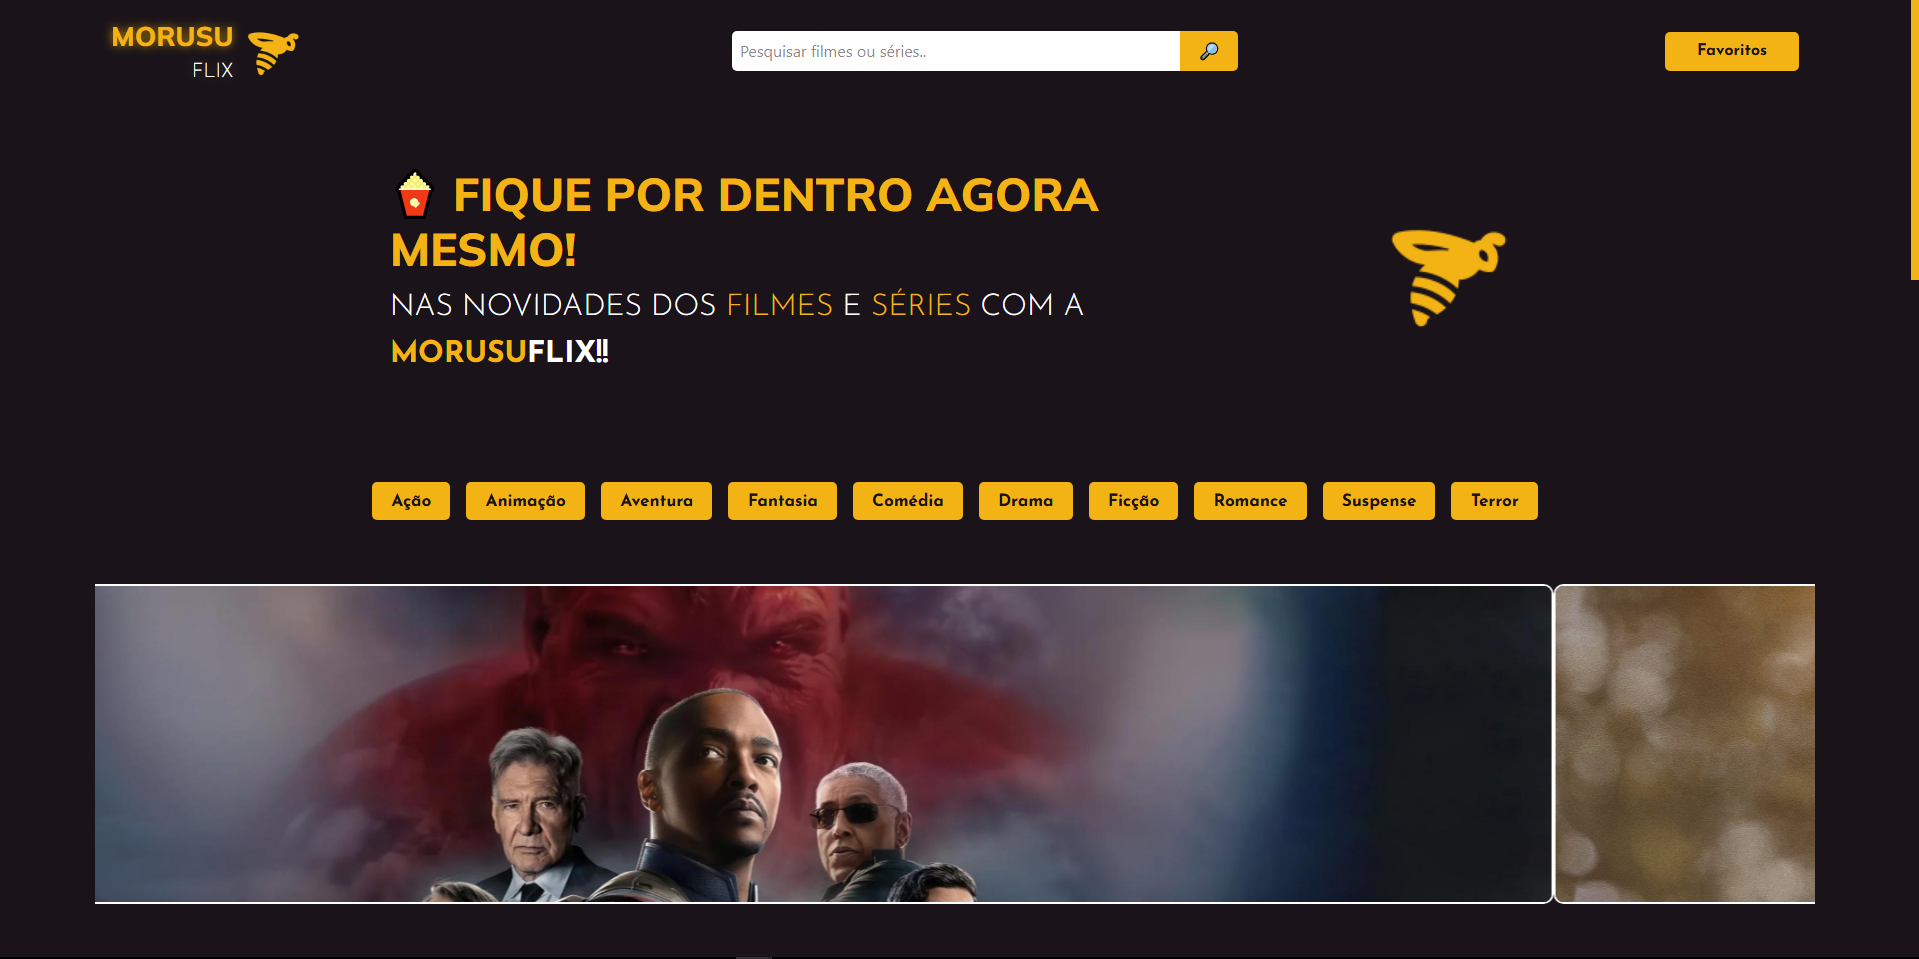 MORUSU
FLIX
Pesquisar filmes ou séries..
Favoritos
FIQUE POR DENTRO AGORA
MESMO!
NAS NOVIDADES DOS FILMES E SÉRIES COM A
MORUSUFLIX!!
Ação
Animação
Aventura
Fantasia
Comédia
Drama
Ficção
Romance
Suspense
Terror